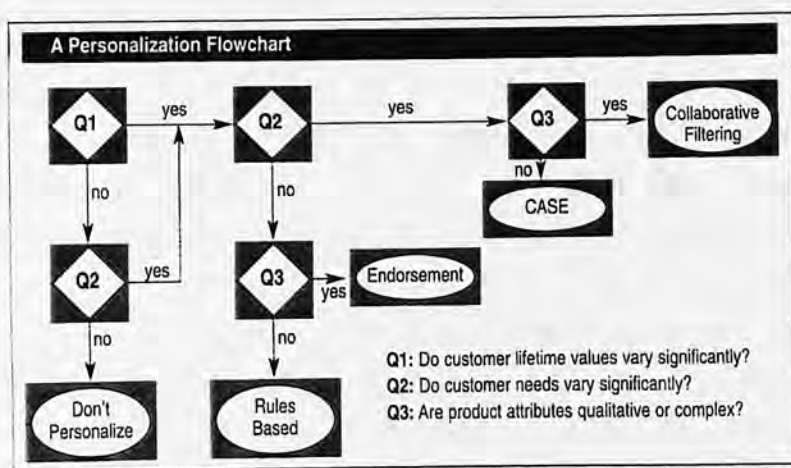 A Personalization Flowchart
Q1
yes
Q2
yes
Q3
yes
Collaborative
Filtering
no
no
no
CASE
Q2
yes
Q3
yes
Endorsement
no
no
Don't
Personalize
Rules
Based
Q1: Do customer lifetime values vary significantly?
Q2: Do customer needs vary significantly?
Q3: Are product attributes qualitative or complex?